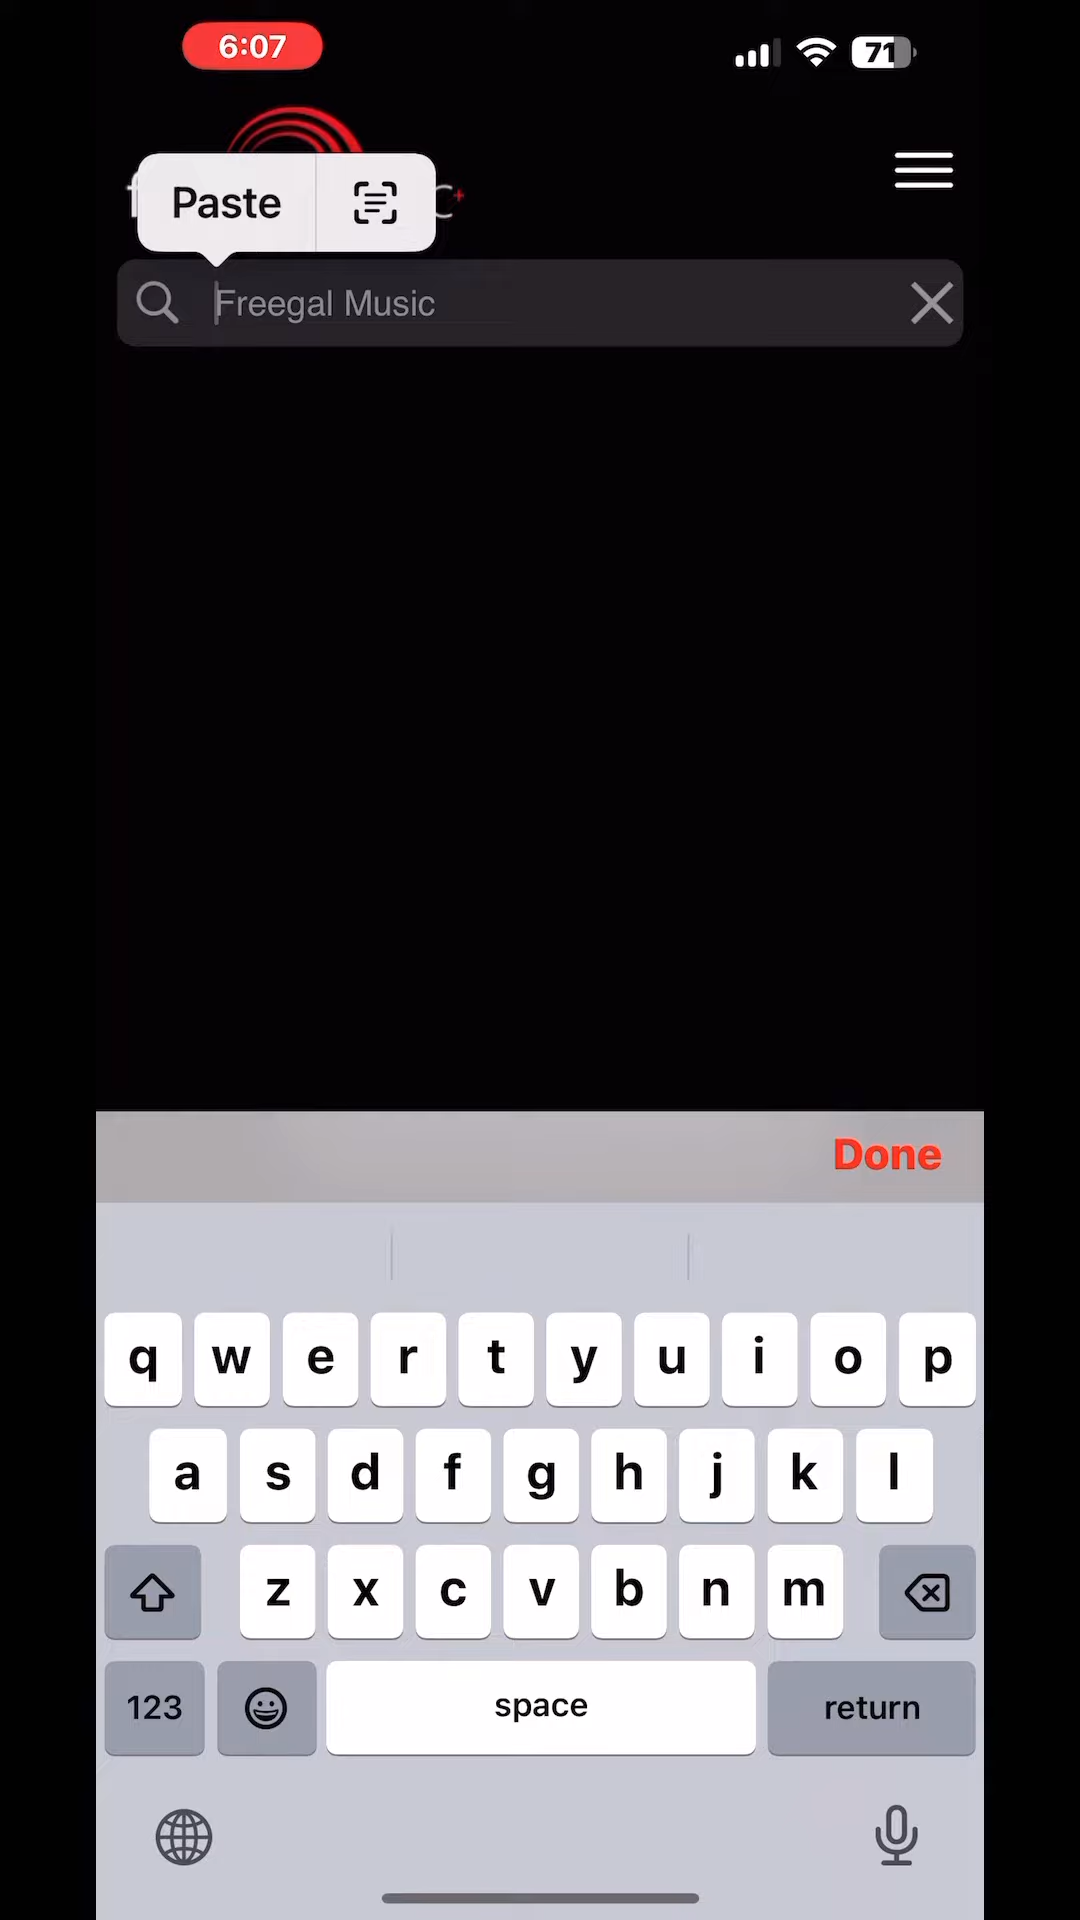 6:07
71
Paste
Freegal Music
Done
q w e r t y u i o p
a s d f g h j k l
z x c v b n m
123 space return